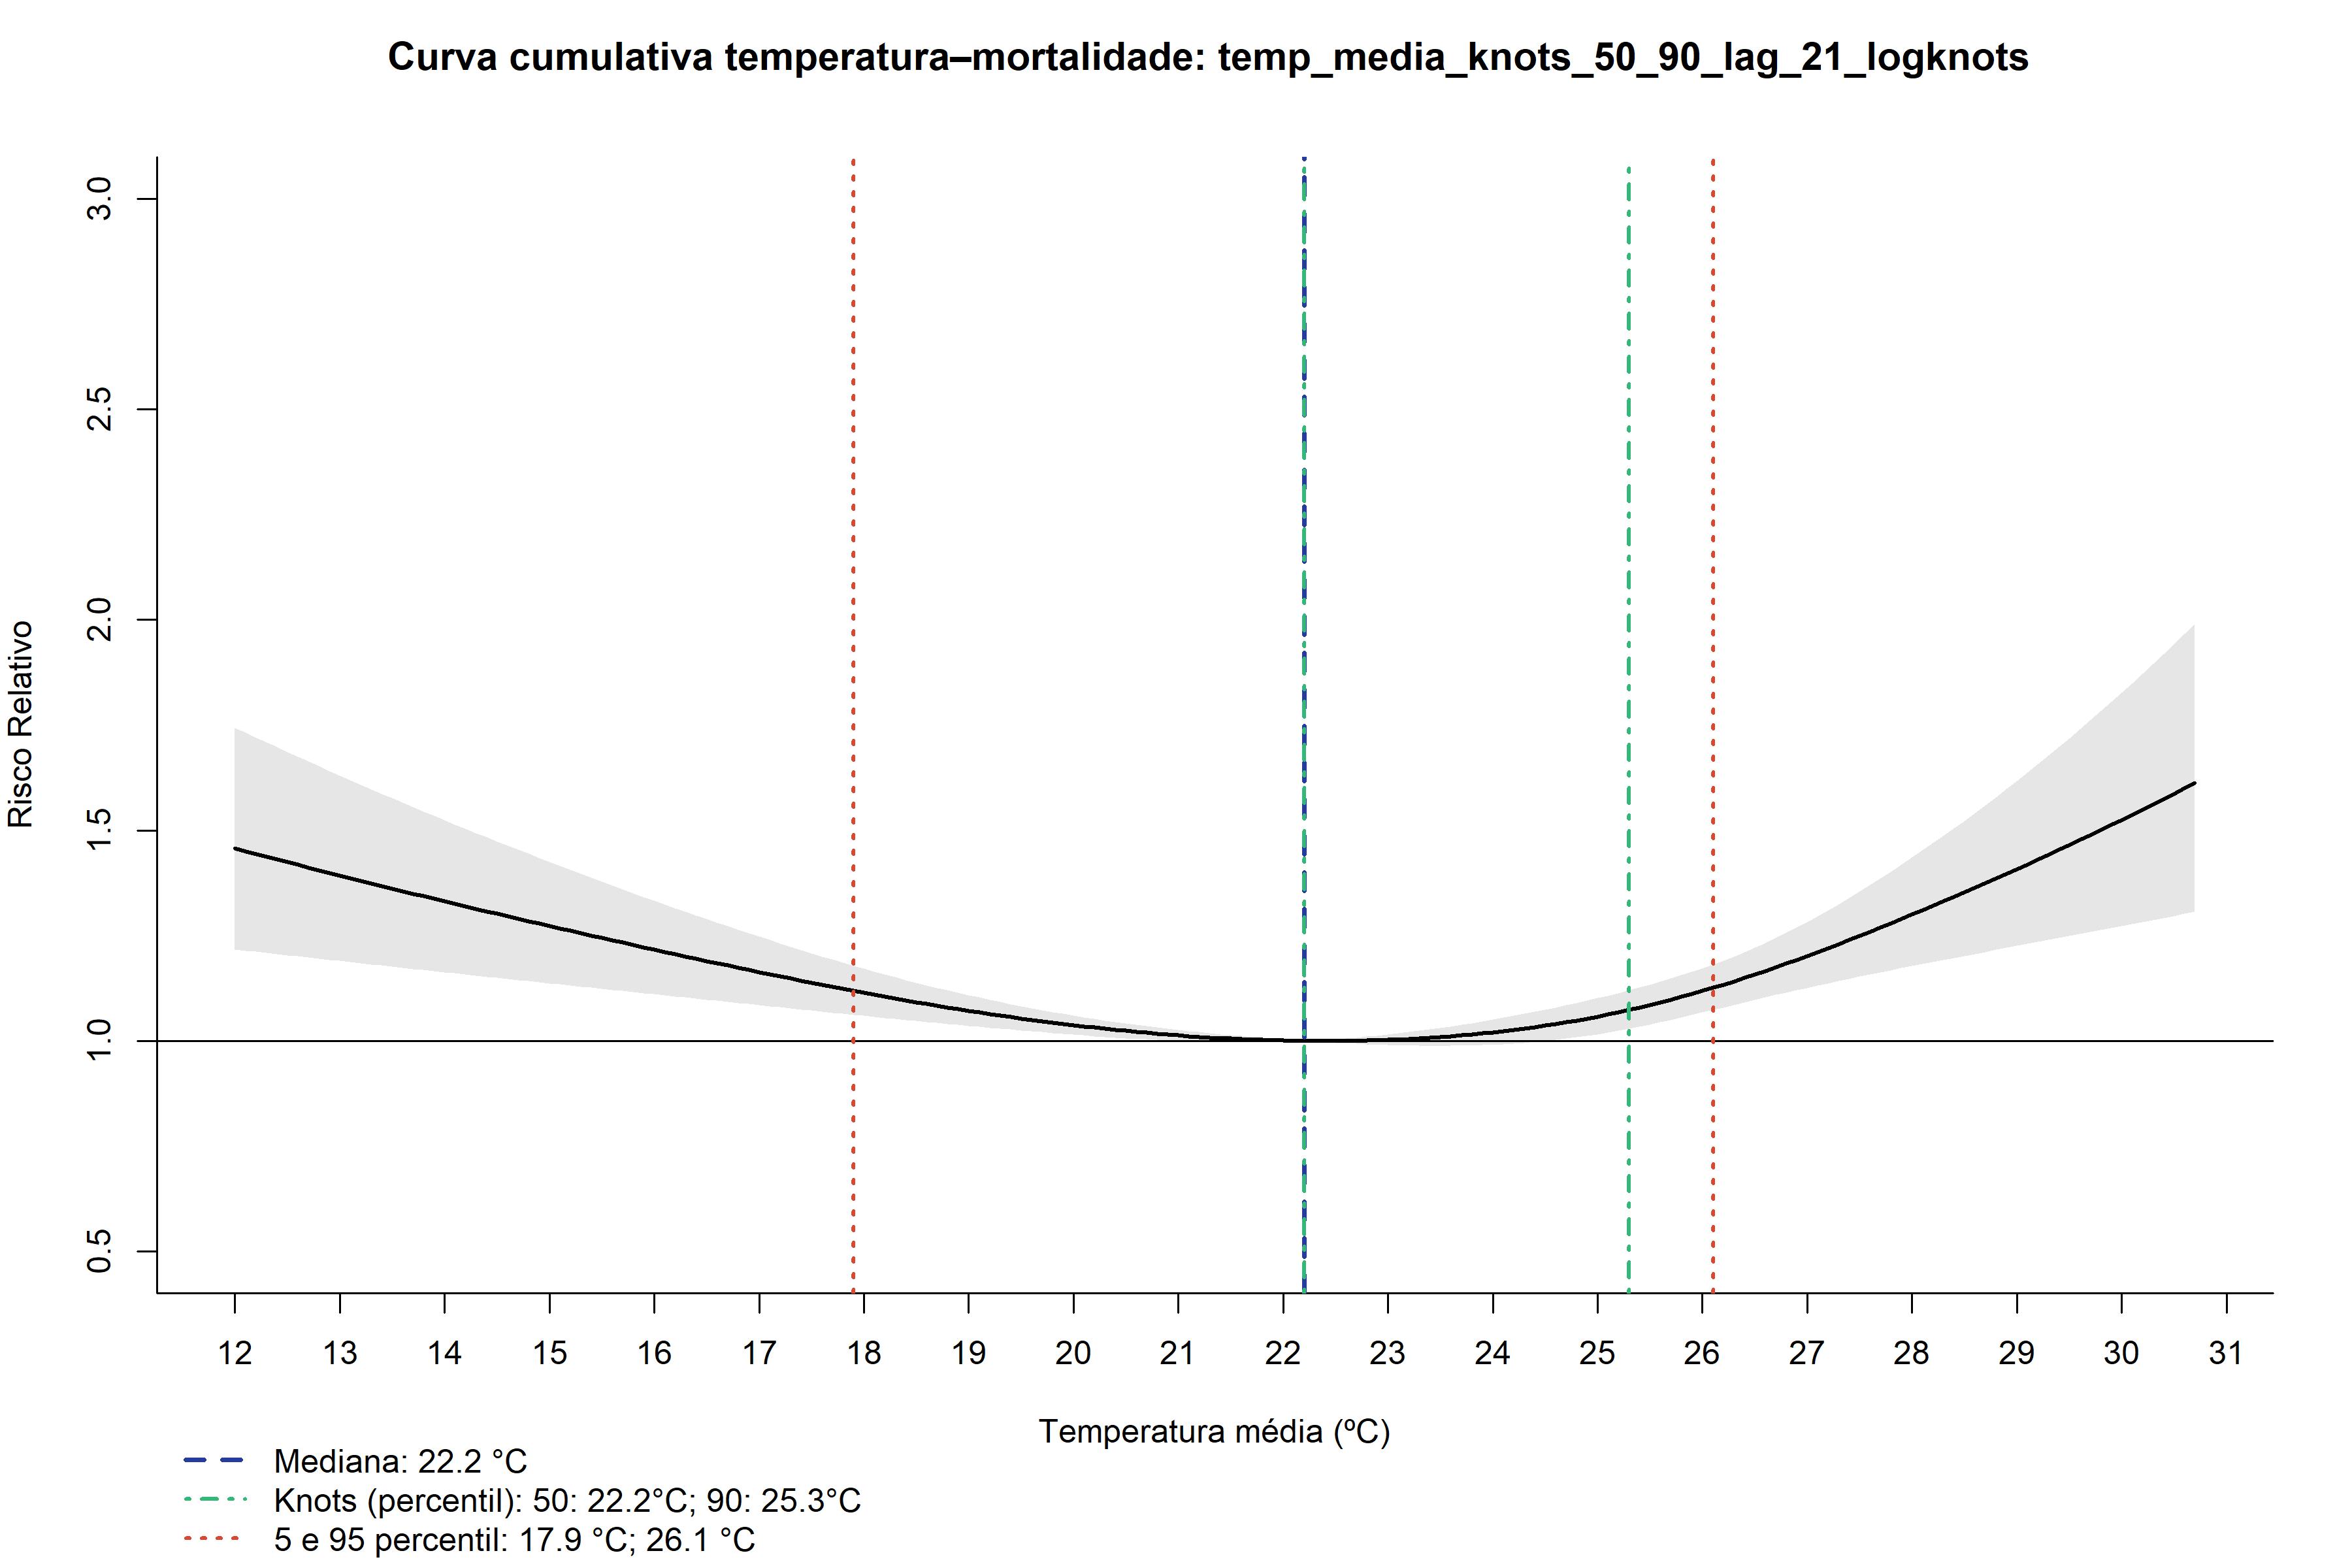 Curva cumulativa temperatura–mortalidade: temp_media_knots_50_90_lag_21_logknots
Risco Relativo
3.0
2.5
2.0
1.5
1.0
0.5
12 13 14 15 16 17 18 19 20 21 22 23 24 25 26 27 28 29 30 31
Temperatura média (ºC)
Mediana: 22.2 °C
Knots (percentil): 50: 22.2°C; 90: 25.3°C
5 e 95 percentil: 17.9 °C; 26.1 °C